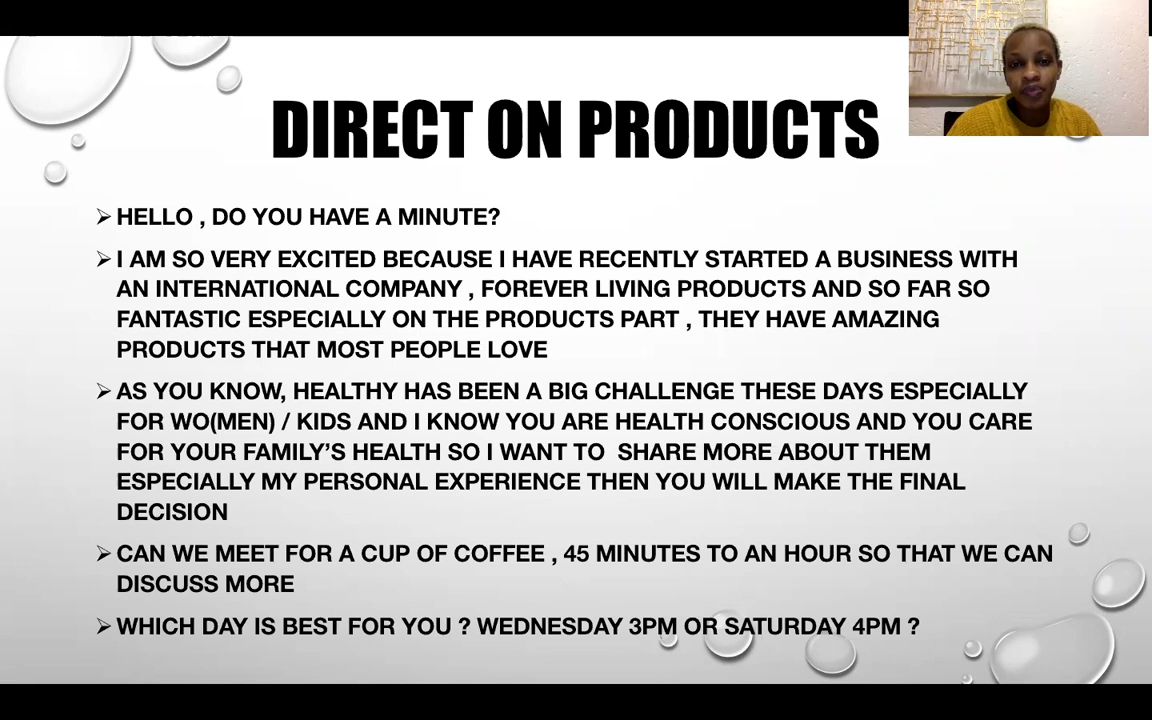 DIRECT ON PRODUCTS
➢ HELLO , DO YOU HAVE A MINUTE?
➢ I AM SO VERY EXCITED BECAUSE I HAVE RECENTLY STARTED A BUSINESS WITH
AN INTERNATIONAL COMPANY , FOREVER LIVING PRODUCTS AND SO FAR SO
FANTASTIC ESPECIALLY ON THE PRODUCTS PART , THEY HAVE AMAZING
PRODUCTS THAT MOST PEOPLE LOVE
➢ AS YOU KNOW, HEALTHY HAS BEEN A BIG CHALLENGE THESE DAYS ESPECIALLY
FOR WO(MEN) / KIDS AND I KNOW YOU ARE HEALTH CONSCIOUS AND YOU CARE
FOR YOUR FAMILY’S HEALTH SO I WANT TO  SHARE MORE ABOUT THEM
ESPECIALLY MY PERSONAL EXPERIENCE THEN YOU WILL MAKE THE FINAL
DECISION
➢ CAN WE MEET FOR A CUP OF COFFEE , 45 MINUTES TO AN HOUR SO THAT WE CAN
DISCUSS MORE
➢ WHICH DAY IS BEST FOR YOU ? WEDNESDAY 3PM OR SATURDAY 4PM ?